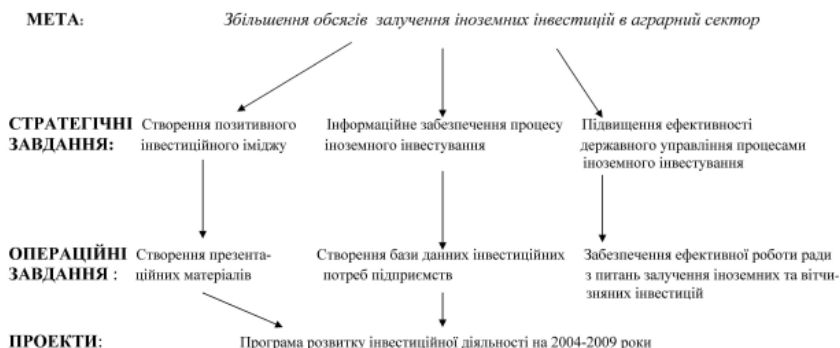 МЕТА: Збільшення обсягів залучення іноземних інвестицій в аграрний сектор
СТРАТЕГІЧНІ ЗАВДАННЯ:
Створення позитивного
інвестиційного іміджу
Інформаційне забезпечення процесу
іноземного інвестування
Підвищення ефективності
державного управління процесами
іноземного інвестування
ОПЕРАЦІЙНІ
ЗАВДАННЯ :
Створення презента-
ційних матеріалів
Створення бази данних інвестиційних
потреб підприємств
Забезпечення ефективної роботи ради
з питань залучення іноземних та вітчи-
зняних інвестицій
ПРОЕКТИ: Програма розвитку інвестиційної діяльності на 2004-2009 роки